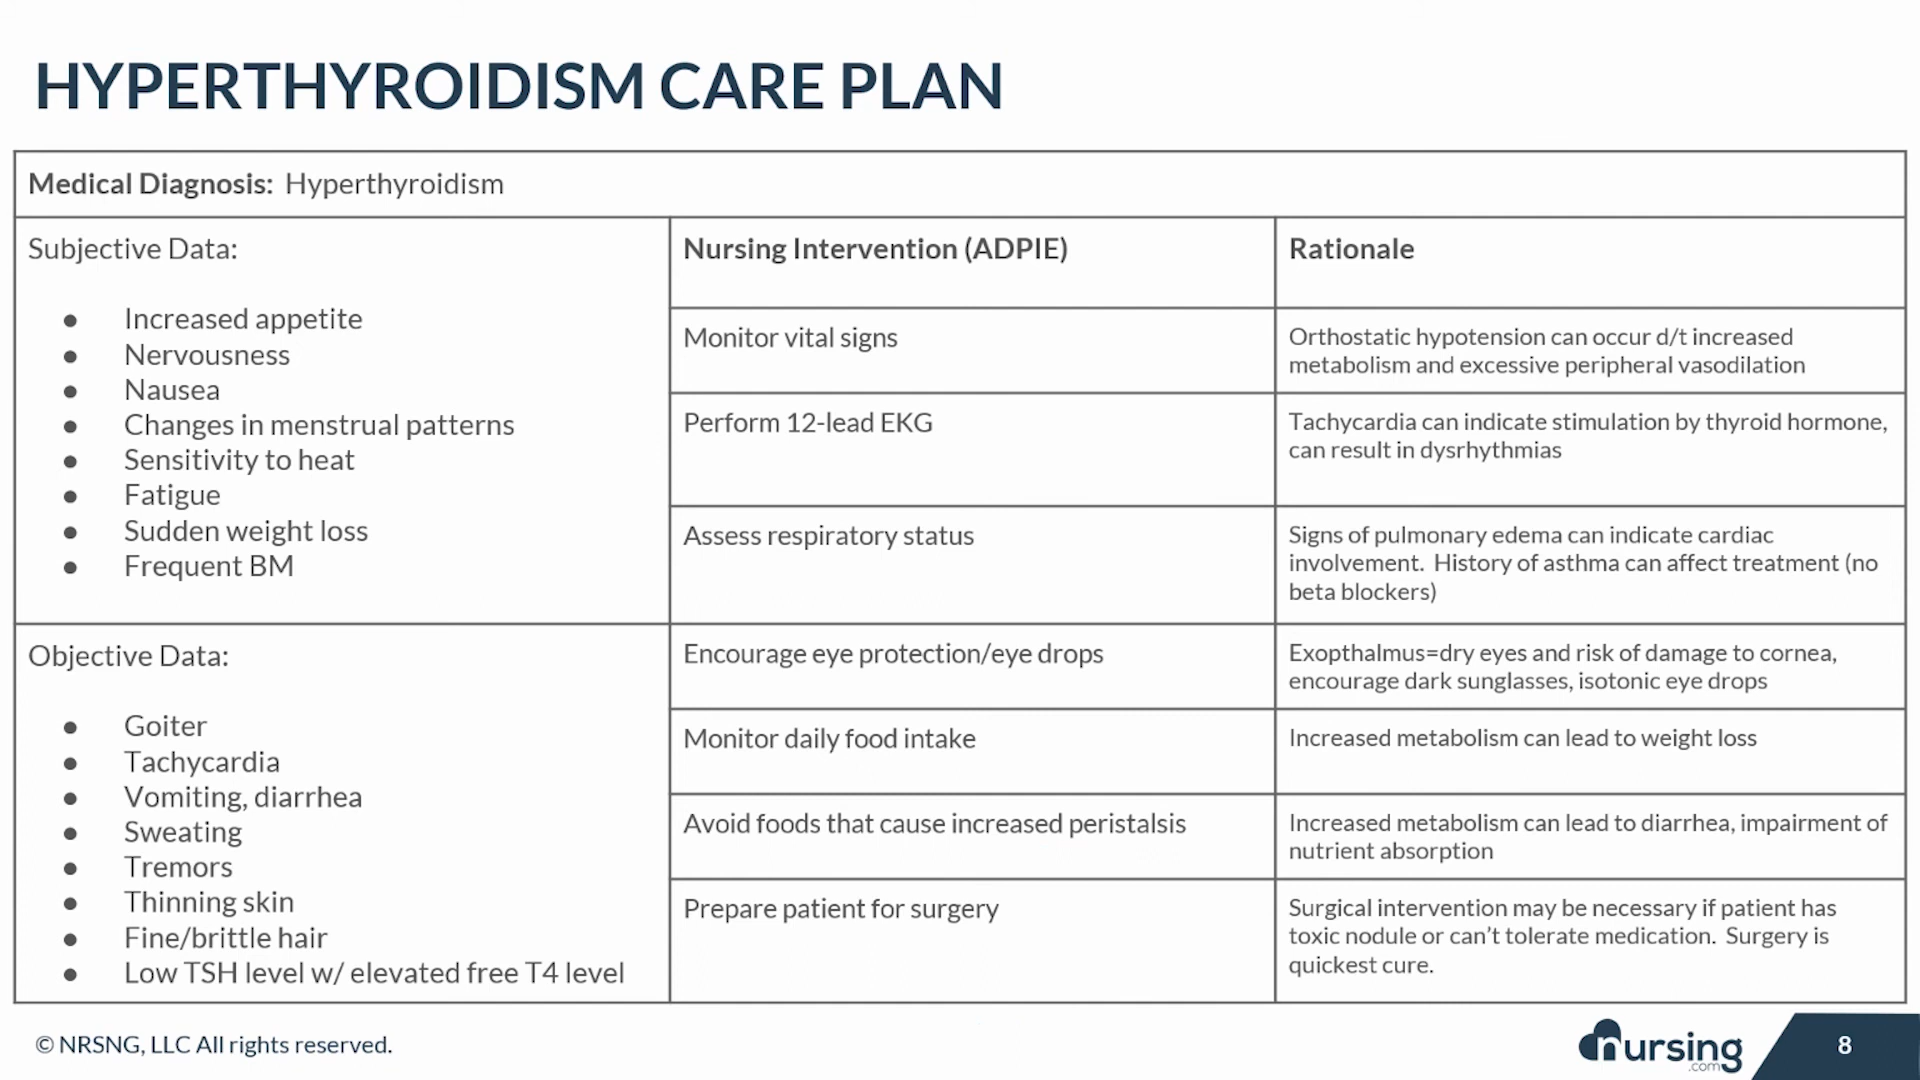 HYPERTHYROIDISM CARE PLAN
Medical Diagnosis: Hyperthyroidism
Subjective Data:
● Increased appetite
● Nervousness
● Nausea
● Changes in menstrual patterns
● Sensitivity to heat
● Fatigue
● Sudden weight loss
● Frequent BM
Objective Data:
● Goiter
● Tachycardia
● Vomiting, diarrhea
● Sweating
● Tremors
● Thinning skin
● Fine/brittle hair
● Low TSH level w/ elevated free T4 level
Nursing Intervention (ADPIE)
Rationale
Monitor vital signs
Orthostatic hypotension can occur d/t increased
metabolism and excessive peripheral vasodilation
Perform 12-lead EKG
Tachycardia can indicate stimulation by thyroid hormone,
can result in dysrhythmias
Assess respiratory status
Signs of pulmonary edema can indicate cardiac
involvement. History of asthma can affect treatment (no
beta blockers)
Encourage eye protection/eye drops
Exopthalmus=dry eyes and risk of damage to cornea,
encourage dark sunglasses, isotonic eye drops
Monitor daily food intake
Increased metabolism can lead to weight loss
Avoid foods that cause increased peristalsis
Increased metabolism can lead to diarrhea, impairment of
nutrient absorption
Prepare patient for surgery
Surgical intervention may be necessary if patient has
toxic nodule or can't tolerate medication. Surgery is
quickest cure.
© NRSNG, LLC All rights reserved.
nursing
.com
8